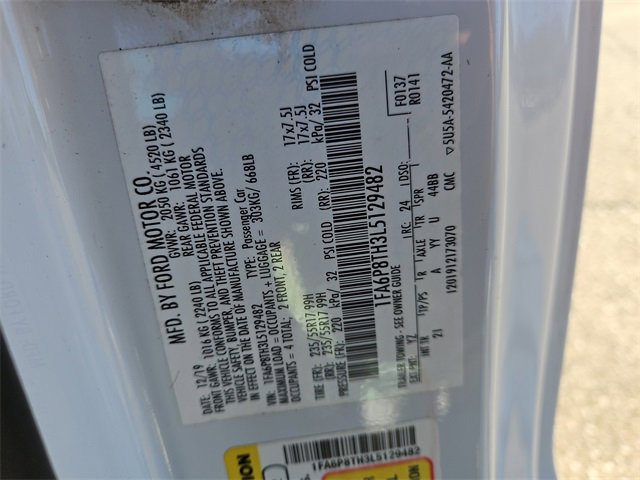 MFD. BY FORD MOTOR CO.
DATE: 12/19 GVWR: 2050 KG ( 4520 LB)
FRONT GAWR: 1016 KG (2240 LB) REAR GAWR: 1061 KG ( 2340 LB)
THIS VEHICLE CONFORMS TO ALL APPLICABLE FEDERAL MOTOR
VEHICLE SAFETY, BUMPER, AND THEFT PREVENTION STANDARDS
IN EFFECT ON THE DATE OF MANUFACTURE SHOWN ABOVE.
VIN: 1FA6P8TH3L5129482 TYPE: Passenger Car
MAXIMUM LOAD = OCCUPANTS + LUGGAGE = 303KG/ 668LB
OCCUPANTS = 4 TOTAL, 2 FRONT, 2 REAR
TIRE (FR): 235/55R17 99H RIMS (FR): 17x7.5J
(RR): 235/55R17 99H (RR): 17x7.5J
PRESSURE (FR): 220 kPa/ 32 PSI COLD (RR): 220 kPa/ 32 PSI COLD
1FA6P8TH3L5129482
F0137
R0141
TRAILER TOWING - SEE OWNER GUIDE LRC: 24 LDSO:
EXT PNT: YZ
TP/PS R AXLE TR SPR
INT TR
21 A YY U 44BB
1201912173070 CMC ▽5U5A-5420472-AA
1FA6P8TH3L5129482